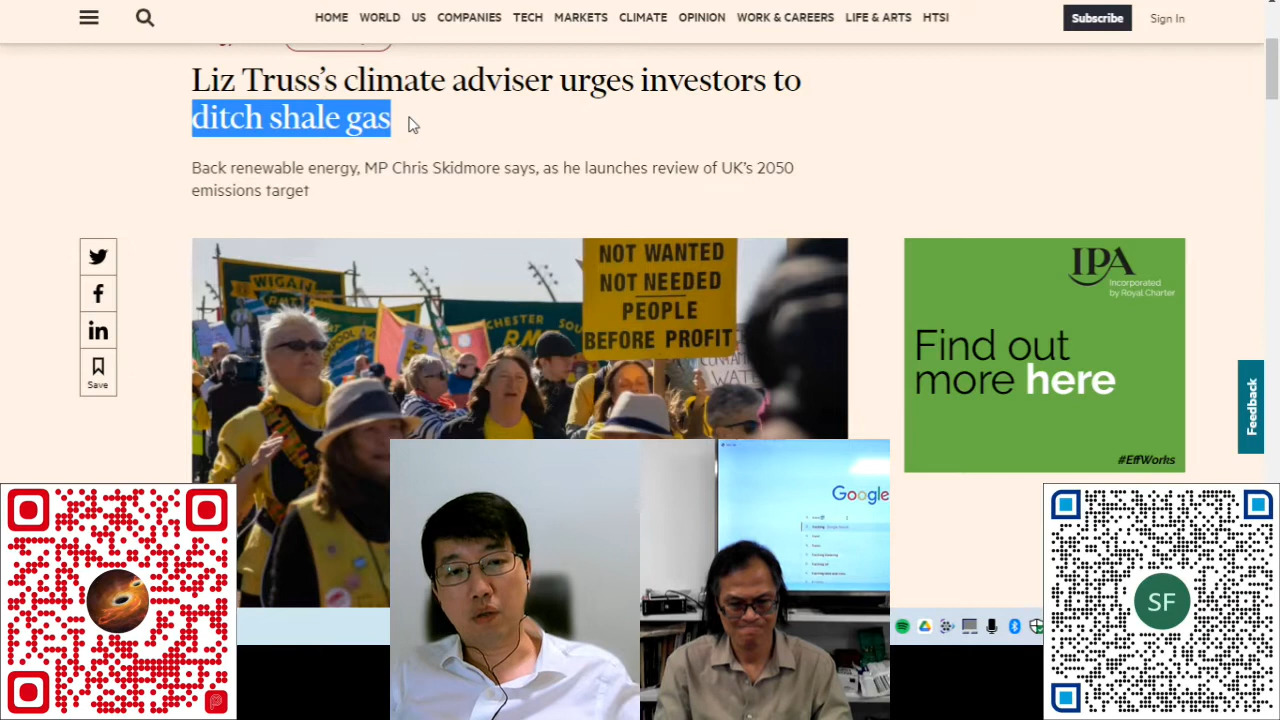 HOME WORLD US COMPANIES TECH MARKETS CLIMATE OPINION WORK & CAREERS LIFE & ARTS HTSI
Subscribe
Sign In
Liz Truss's climate adviser urges investors to
ditch shale gas
Back renewable energy, MP Chris Skidmore says, as he launches review of UK's 2050
emissions target
Save
WIGAN
RMT
NOT WANTED
NOT NEEDED
PEOPLE
BEFORE PROFIT
IPA
Incorporated
by Royal Charter
Find out
more here
#EffWorks
Feedback
Google
SF